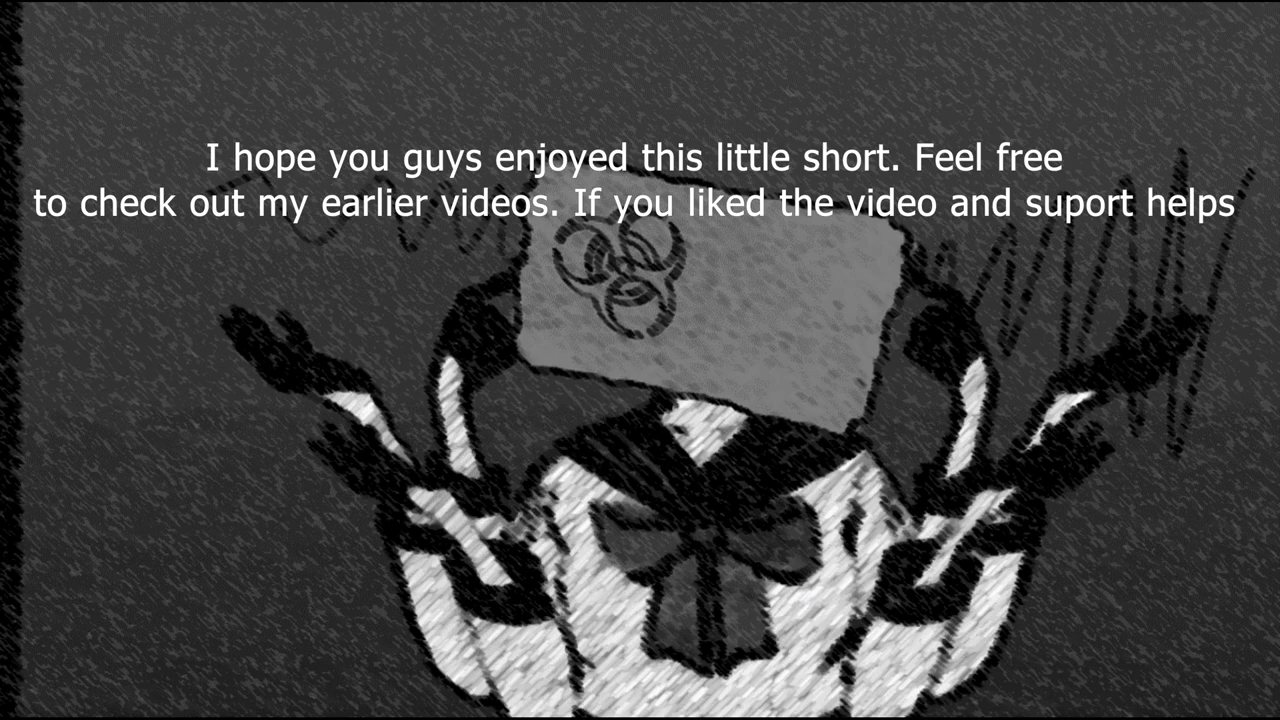 I hope you guys enjoyed this little short. Feel free
to check out my earlier videos. If you liked the video and suport helps